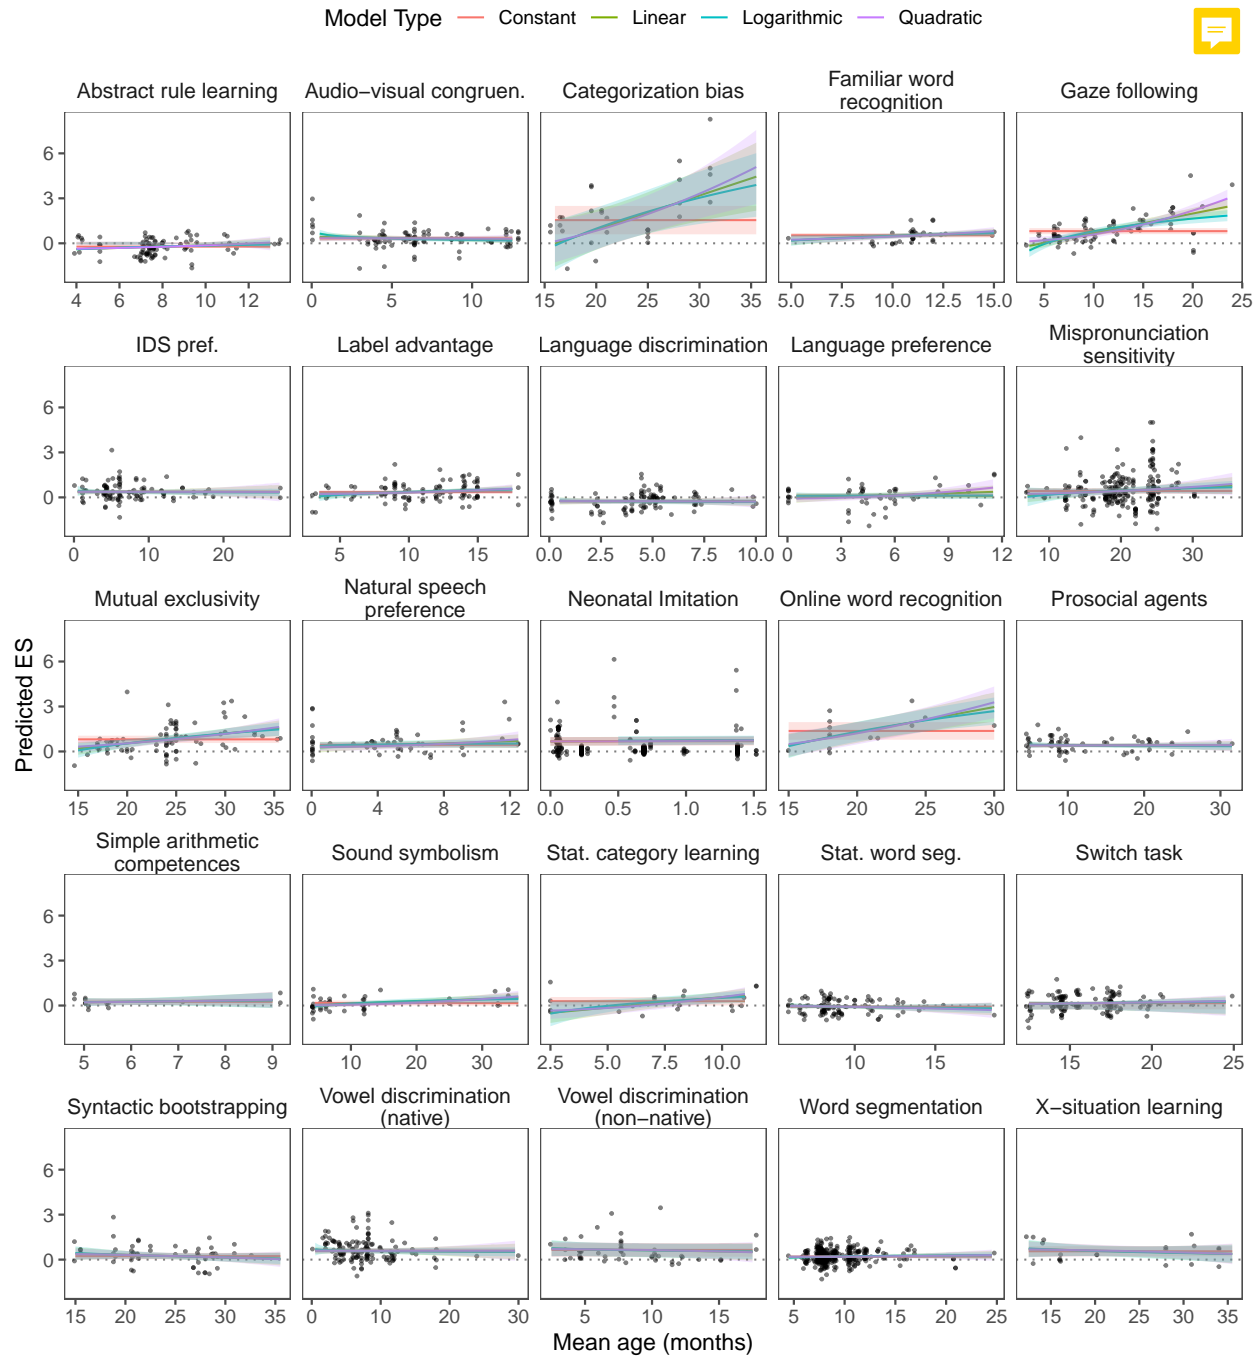 Model Type Constant Linear Logarithmic Quadratic
Abstract rule learning
Audio−visual congruen.
Categorization bias
Familiar word
recognition
Gaze following
6
3
0
4 6 8 10 12
0 5 10
15 20 25 30 35
5.0 7.5 10.0 12.5 15.0
5 10 15 20 25
IDS pref.
Label advantage
Language discrimination
Language preference
Mispronunciation
sensitivity
6
3
0
0 10 20
5 10 15
0.0 2.5 5.0 7.5 10.0
0 3 6 9 12
10 20 30
Mutual exclusivity
Natural speech
preference
Neonatal Imitation
Online word recognition
Prosocial agents
Predicted ES
6
3
0
15 20 25 30 35
0 4 8 12
0.0 0.5 1.0 1.5
15 20 25 30
10 20 30
Simple arithmetic
competences
Sound symbolism
Stat. category learning
Stat. word seg.
Switch task
6
3
0
5 6 7 8 9
10 20 30
2.5 5.0 7.5 10.0
10 15
15 20 25
Syntactic bootstrapping
Vowel discrimination
(native)
Vowel discrimination
(non−native)
Word segmentation
X−situation learning
6
3
0
15 20 25 30 35
0 10 20 30
5 10 15
5 10 15 20 25
15 20 25 30 35
Mean age (months)